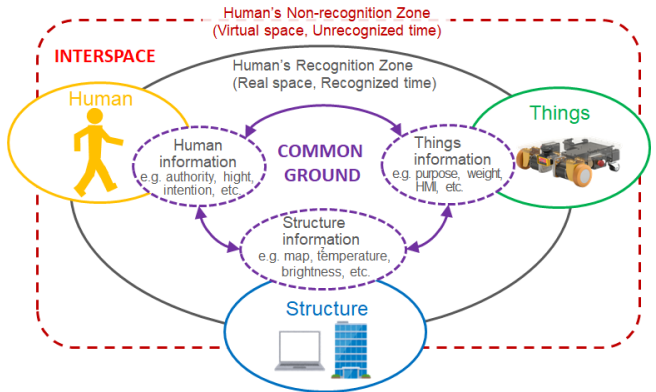 Human's Non-recognition Zone
(Virtual space, Unrecognized time)
INTERSPACE
Human's Recognition Zone
(Real space, Recognized time)
Human
Things
Human
information
e.g. authority, hight,
intention, etc.
COMMON
GROUND
Things
information
e.g. purpose, weight,
HMI, etc.
Structure
information
e.g. map, temperature,
brightness, etc.
Structure